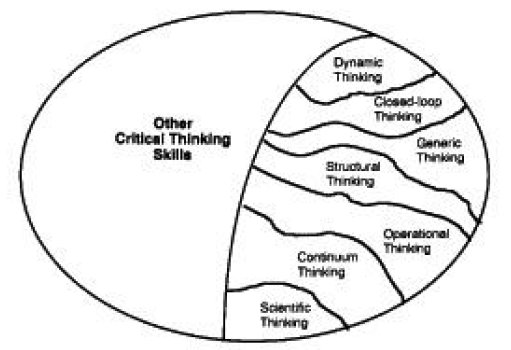 Other
Critical Thinking
Skills
Dynamic
Thinking
Closed-loop
Thinking
Generic
Thinking
Structural
Thinking
Operational
Thinking
Continuum
Thinking
Scientific
Thinking